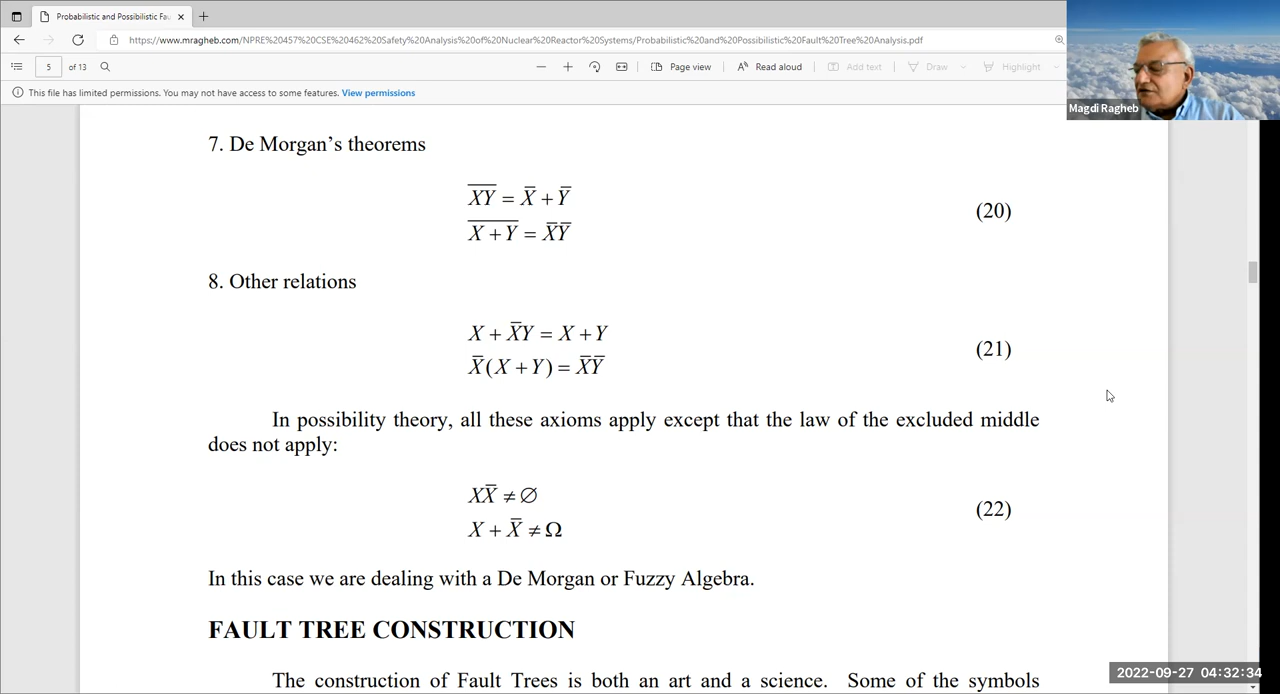 Probabilistic and Possibilistic Fau
https://www.mragheb.com/NPRE%20457%20CSE%20462%20Safety%20Analysis%20of%20Nuclear%20Reactor%20Systems/Probabilistic%20and%20Possibilistic%20Fault%20Tree%20Analysis.pdf
5 of 13 Page view Read aloud Add text Draw Highlight
This file has limited permissions. You may not have access to some features. View permissions
Magdi Ragheb
7. De Morgan's theorems
X̅Y̅ = X̅ + Y̅ (20)
X̅ ̅+̅ ̅Y̅ = X̅Y̅
8. Other relations
X + X̅Y = X + Y (21)
X̅(X + Y) = X̅Y̅
In possibility theory, all these axioms apply except that the law of the excluded middle
does not apply:
XX̅ ≠ ∅ (22)
X + X̅ ≠ Ω
In this case we are dealing with a De Morgan or Fuzzy Algebra.
FAULT TREE CONSTRUCTION
The construction of Fault Trees is both an art and a science. Some of the symbols
2022-09-27 04:32:34